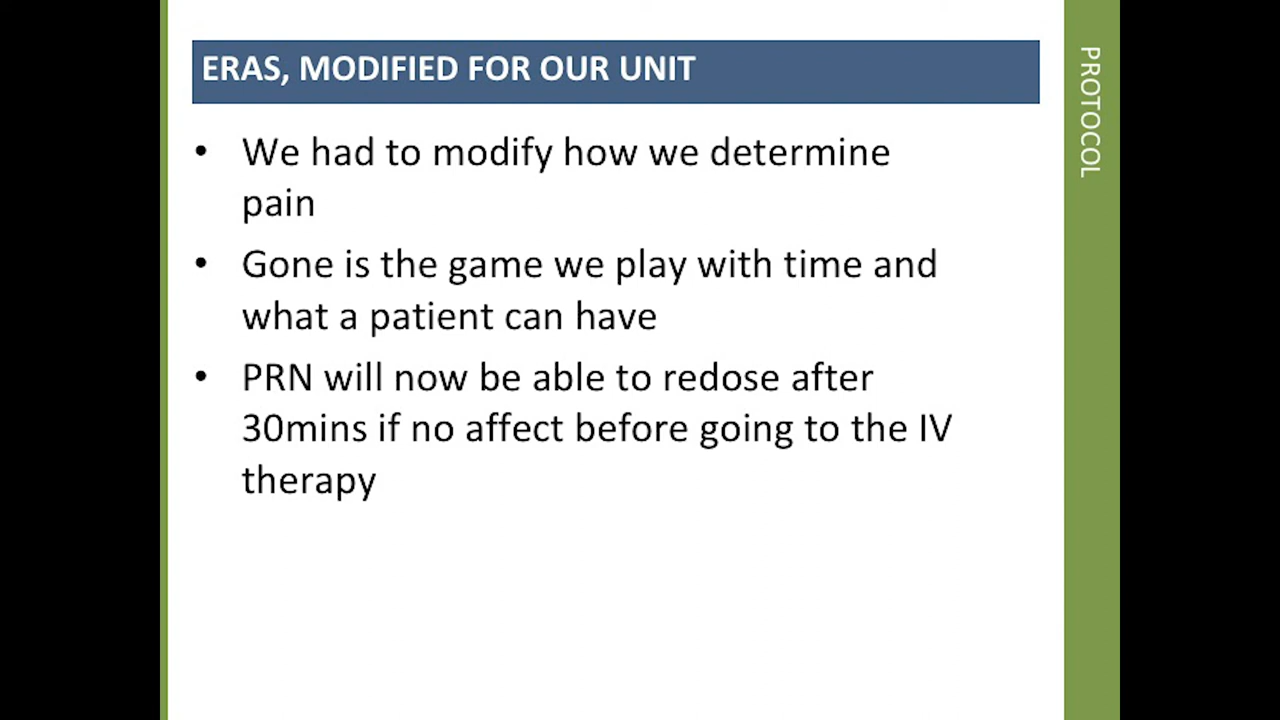 ERAS, MODIFIED FOR OUR UNIT
• We had to modify how we determine
pain
• Gone is the game we play with time and
what a patient can have
• PRN will now be able to redose after
30mins if no affect before going to the IV
therapy
PROTOCOL